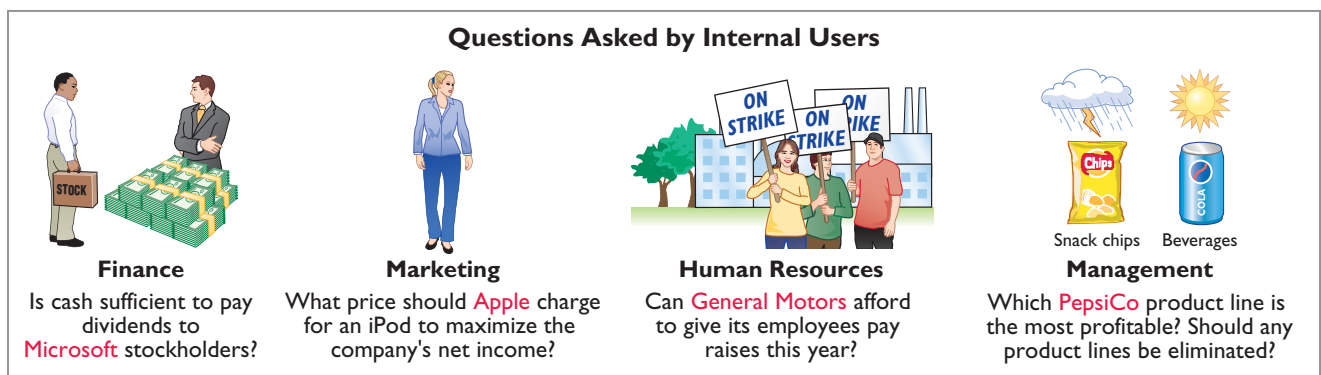 Questions Asked by Internal Users
STOCK
ON
STRIKE
ON
STRIKE
ON
IKE
Chips
COLA
Snack chips
Beverages
Finance
Is cash sufficient to pay
dividends to
Microsoft stockholders?
Marketing
What price should Apple charge
for an iPod to maximize the
company's net income?
Human Resources
Can General Motors afford
to give its employees pay
raises this year?
Management
Which PepsiCo product line is
the most profitable? Should any
product lines be eliminated?